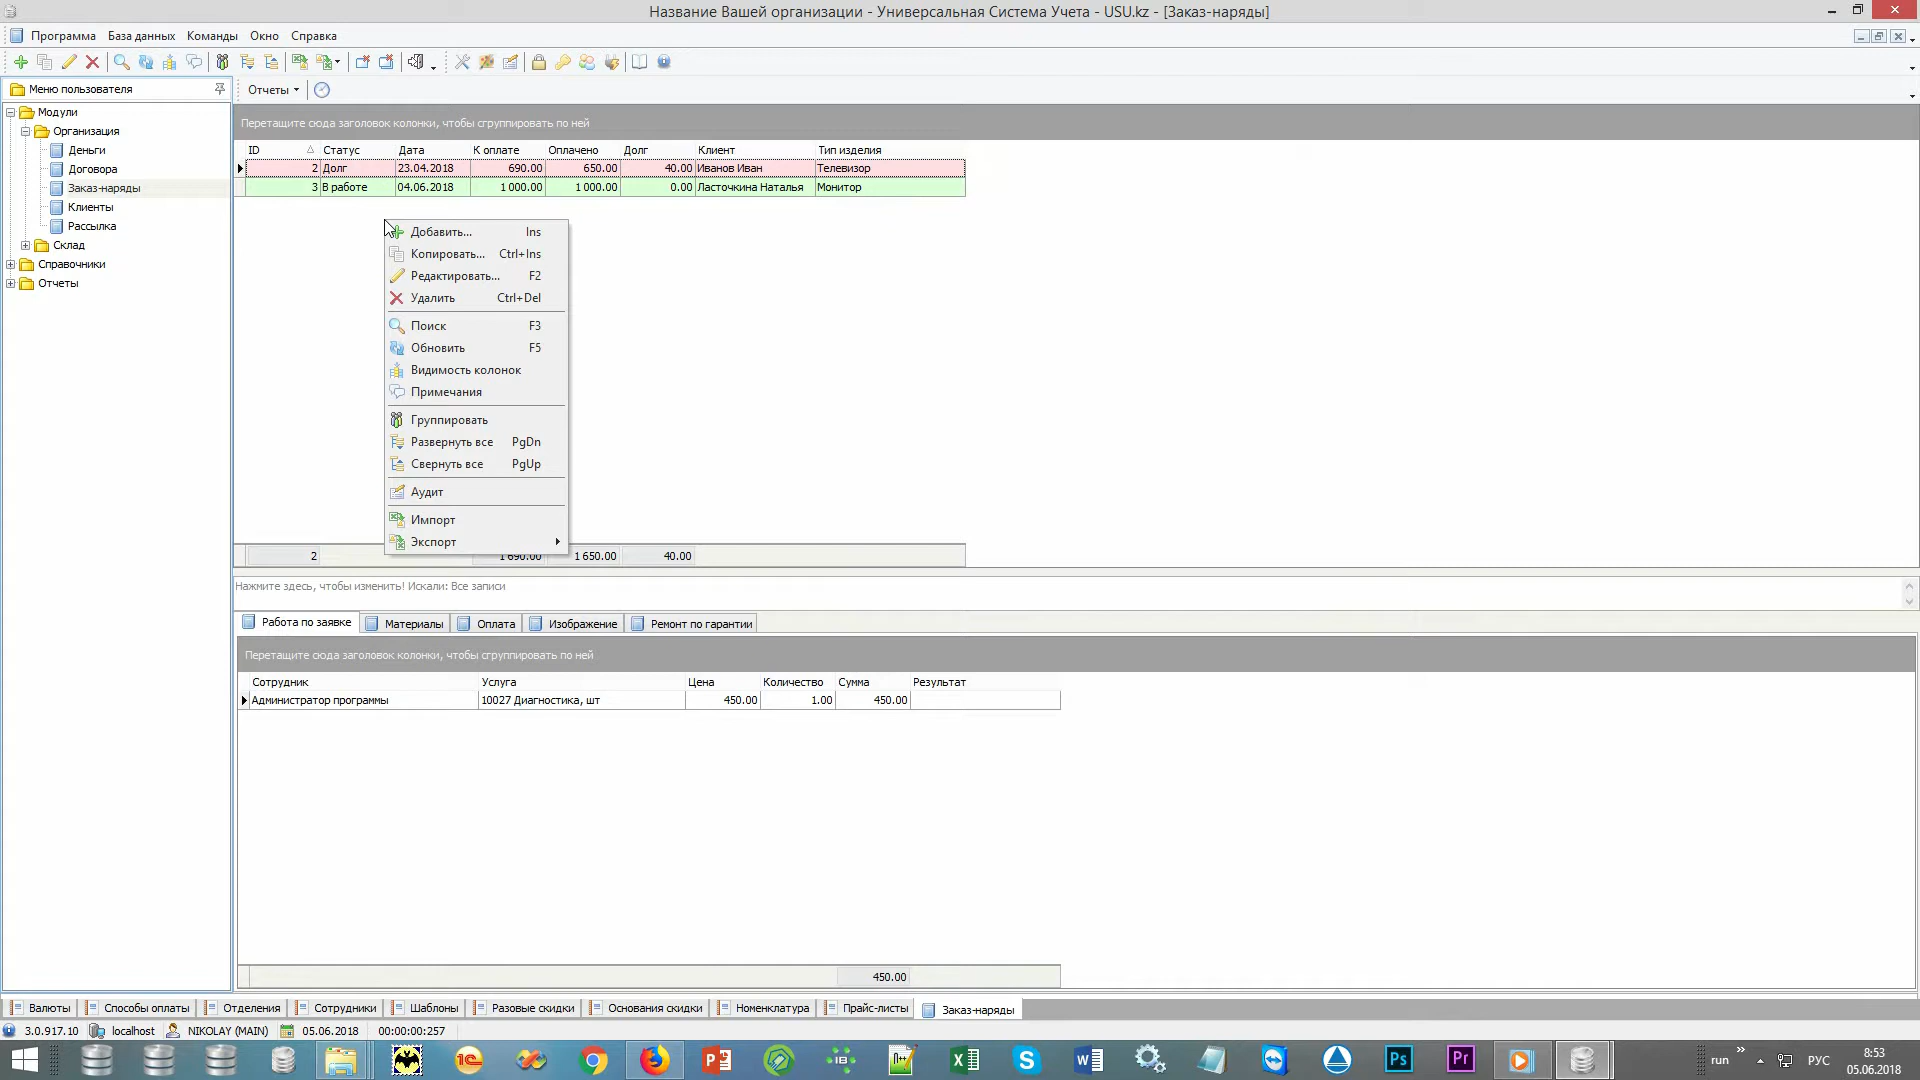 Название Вашей организации - Универсальная Система Учета - USU.kz - [Заказ-наряды]
Программа База данных Команды Окно Справка
Меню пользователя
Отчеты
Модули
Организация
Деньги
Договора
Заказ-наряды
Клиенты
Рассылка
Склад
Справочники
Отчеты
Перетащите сюда заголовок колонки, чтобы сгруппировать по ней
ID Статус Дата К оплате Оплачено Долг Клиент Тип изделия
2 Долг 23.04.2018 690.00 650.00 40.00 Иванов Иван Телевизор
3 В работе 04.06.2018 1 000.00 1 000.00 0.00 Ласточкина Наталья Монитор
Добавить... Ins
Копировать... Ctrl+Ins
Редактировать... F2
Удалить Ctrl+Del
Поиск F3
Обновить F5
Видимость колонок
Примечания
Группировать
Развернуть все PgDn
Свернуть все PgUp
Аудит
Импорт
Экспорт
2 1 690.00 1 650.00 40.00
Нажмите здесь, чтобы изменить! Искали: Все записи
Работа по заявке Материалы Оплата Изображение Ремонт по гарантии
Перетащите сюда заголовок колонки, чтобы сгруппировать по ней
Сотрудник Услуга Цена Количество Сумма Результат
Администратор программы 10027 Диагностика, шт 450.00 1.00 450.00
450.00
Валюты Способы оплаты Отделения Сотрудники Шаблоны Разовые скидки Основания скидки Номенклатура Прайс-листы Заказ-наряды
3.0.917.10 localhost NIKOLAY (MAIN) 05.06.2018 00:00:00:257
run РУС 8:53
05.06.2018